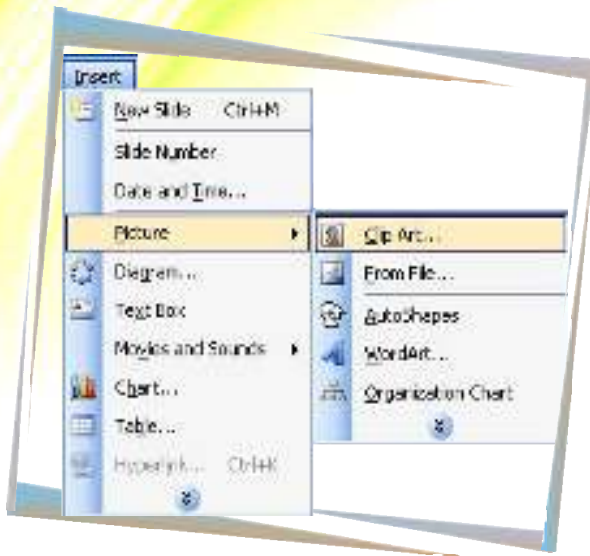 Insert
New Slide Ctrl+M
Slide Number
Date and Time...
Picture
Diagram...
Text Box
Movies and Sounds
Chart...
Table...
Hyperlink... Ctrl+K
Clip Art...
From File...
AutoShapes
WordArt...
Organization Chart